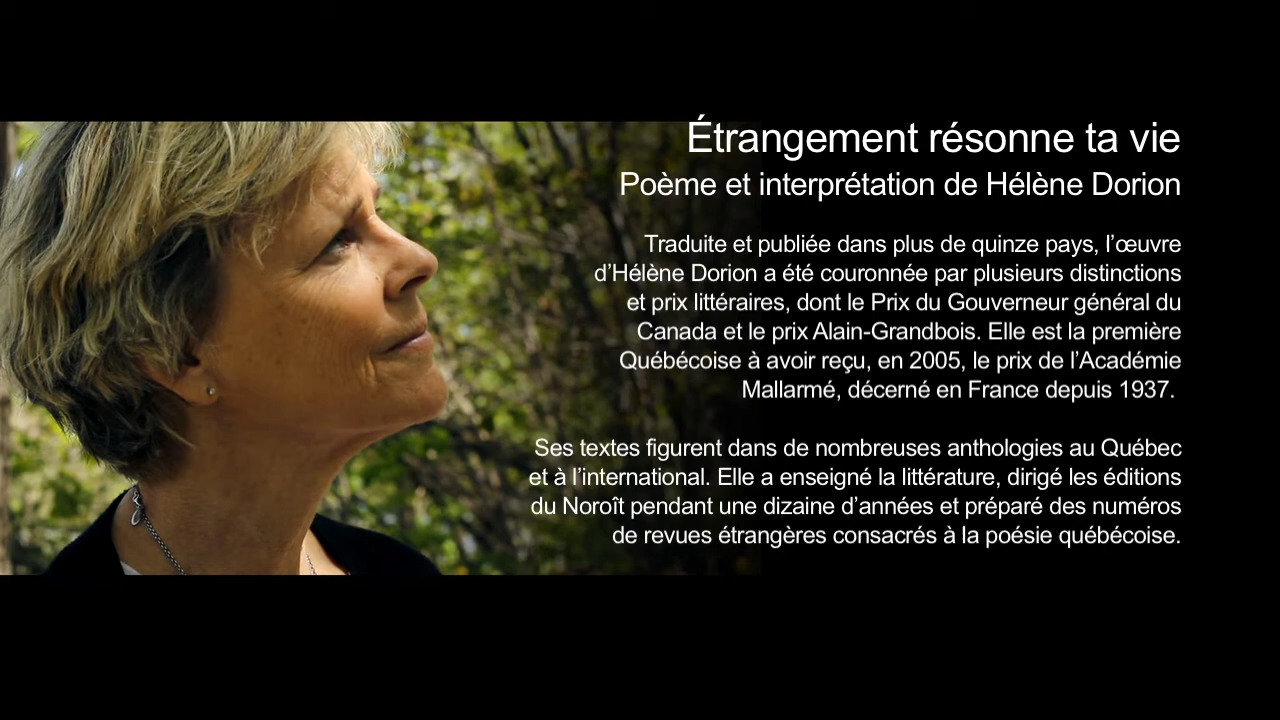 Étrangement résonne ta vie
Poème et interprétation de Hélène Dorion
Traduite et publiée dans plus de quinze pays, l’œuvre
d’Hélène Dorion a été couronnée par plusieurs distinctions
et prix littéraires, dont le Prix du Gouverneur général du
Canada et le prix Alain-Grandbois. Elle est la première
Québécoise à avoir reçu, en 2005, le prix de l’Académie
Mallarmé, décerné en France depuis 1937.
Ses textes figurent dans de nombreuses anthologies au Québec
et à l’international. Elle a enseigné la littérature, dirigé les éditions
du Noroît pendant une dizaine d’années et préparé des numéros
de revues étrangères consacrés à la poésie québécoise.